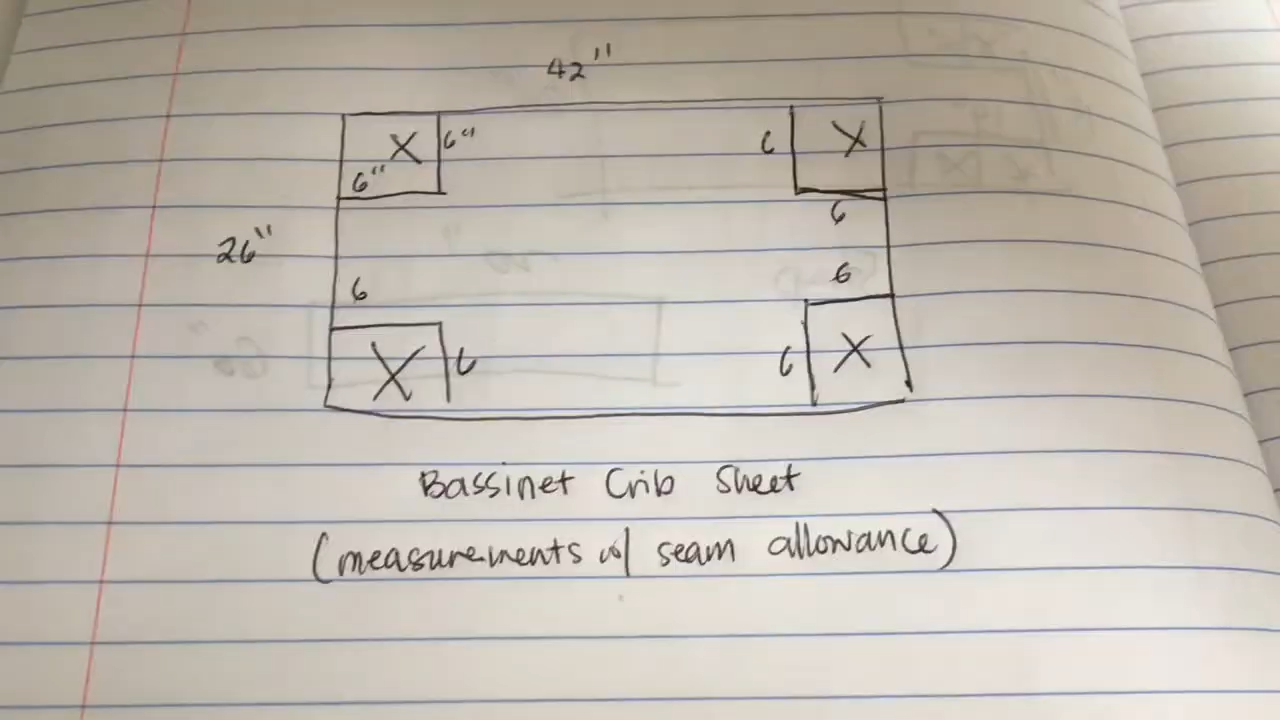 42"
X 6" 6 X
6" 6
26"
6 6
X 6 6 X
Bassinet Crib Sheet
(measurements w/ seam allowance)